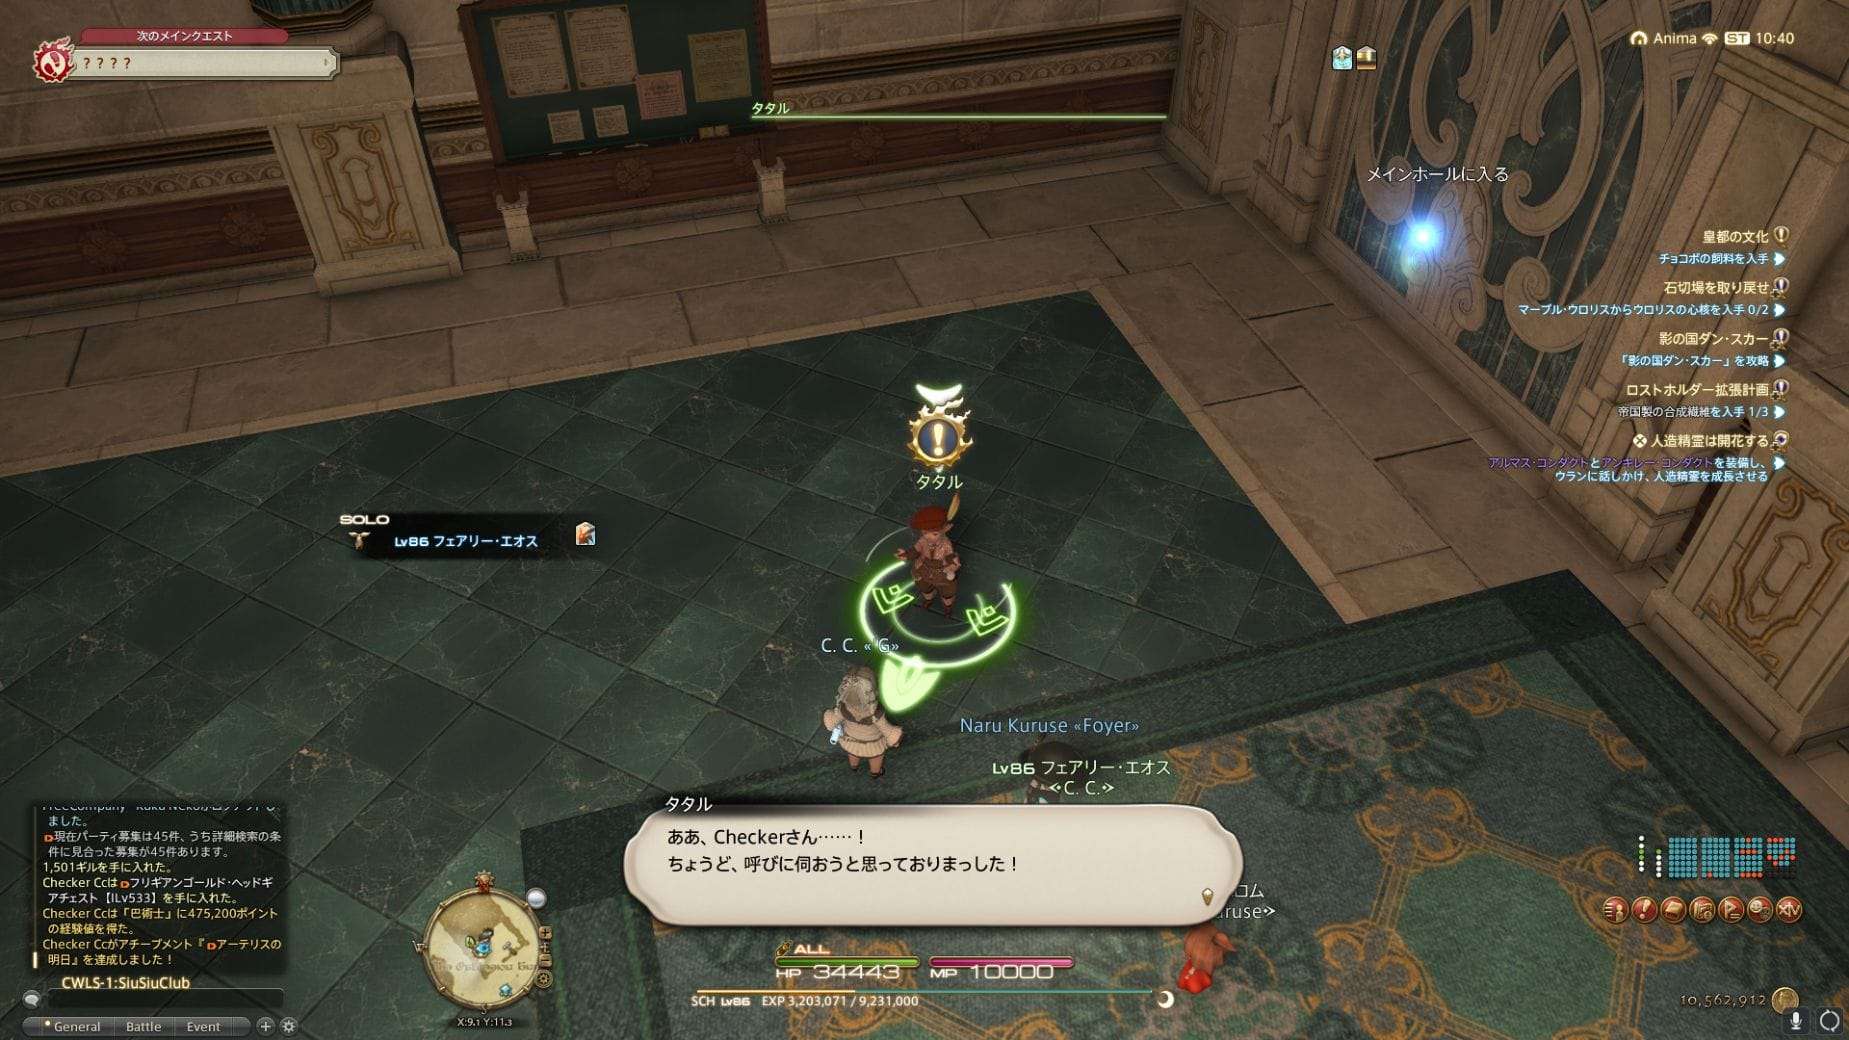 次のメインクエスト
????
Anima ST 10:40
タタル
メインホールに入る
皇都の文化
チョコボの飼料を入手
石切場を取り戻せ
マーブル・ウロリスからウロリスの心核を入手 0/2
影の国ダン・スカー
「影の国ダン・スカー」を攻略
ロストホルダー拡張計画
帝国製の合成繊維を入手 1/3
人造精霊は開花する
アルマス・コンダクトとアンキレー・コンダクトを装備し、
ウランに話しかけ、人造精霊を成長させる
タタル
SOLO
Lv86 フェアリー・エオス
C. C. «'G»
Naru Kuruse «Foyer»
Lv86 フェアリー・エオス
<C. C.>
タタル
ああ、Checkerさん……！
ちょうど、呼びに伺おうと思っておりまっした！
ました。
現在パーティ募集は45件、うち詳細検索の条
件に見合った募集が45件あります。
1,501ギルを手に入れた。
Checker Ccは フリギアンゴールド・ヘッドギ
アチェスト【ILv533】を手に入れた。
Checker Ccは「巴術士」に475,200ポイント
の経験値を得た。
Checker Ccがアチーブメント『 アーテリスの
明日』を達成しました！
CWLS-1:SiuSiuClub
General Battle Event
X:9.1 Y:11.3
ALL
HP 34443 MP 10000
SCH Lv86 EXP 3,203,071 / 9,231,000
10,562,912